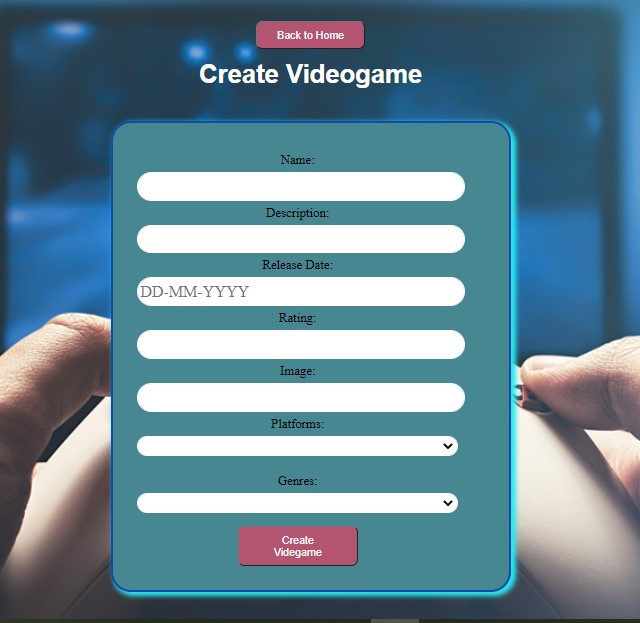 Back to Home
Create Videogame
Name:
Description:
Release Date:
DD-MM-YYYY
Rating:
Image:
Platforms:
Genres:
Create
Videgame